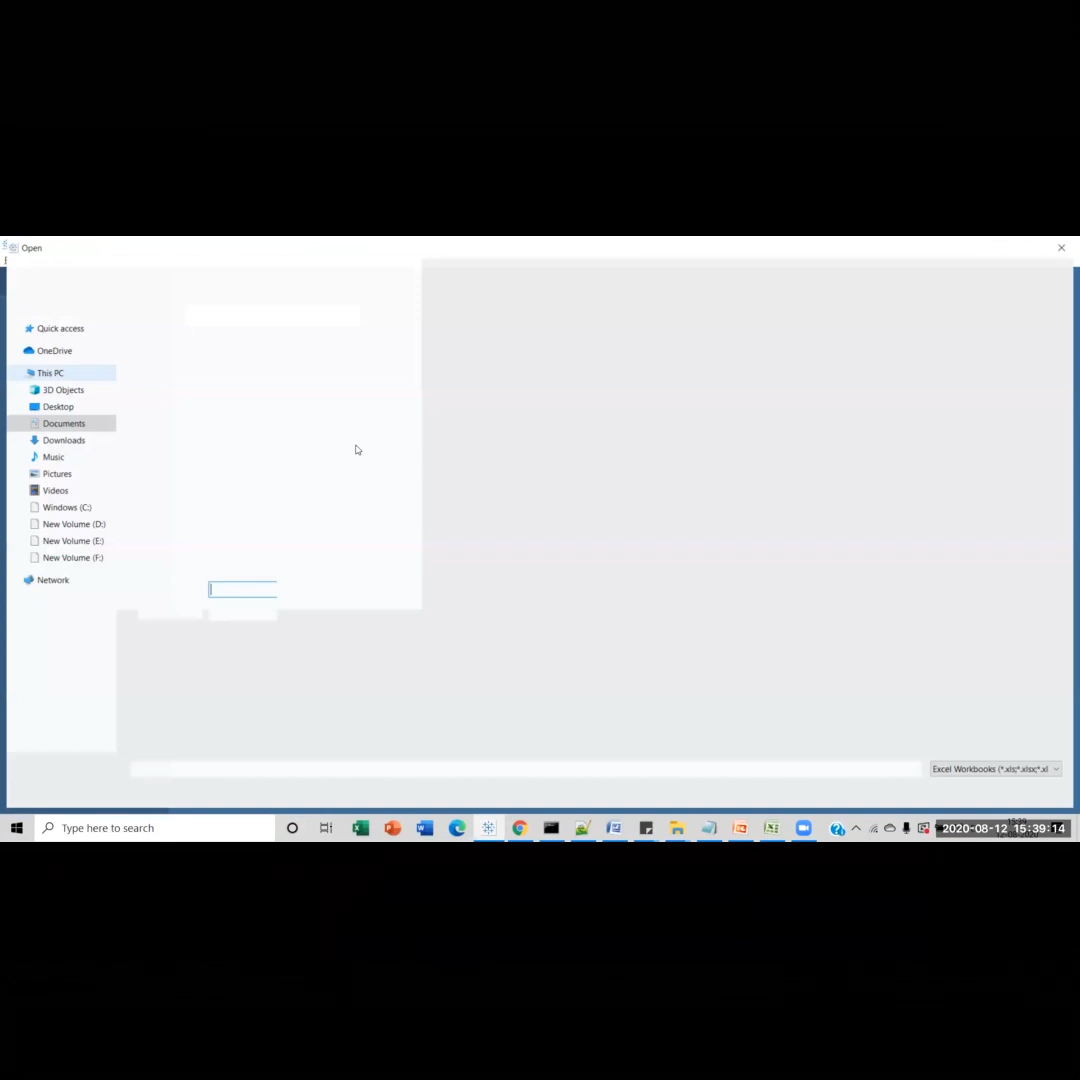 Open
Quick access
OneDrive
This PC
3D Objects
Desktop
Documents
Downloads
Music
Pictures
Videos
Windows (C:)
New Volume (D:)
New Volume (E:)
New Volume (F:)
Network
Excel Workbooks (*.xls;*.xlsx;*.xl
Type here to search
2020-08-12 15:39:14